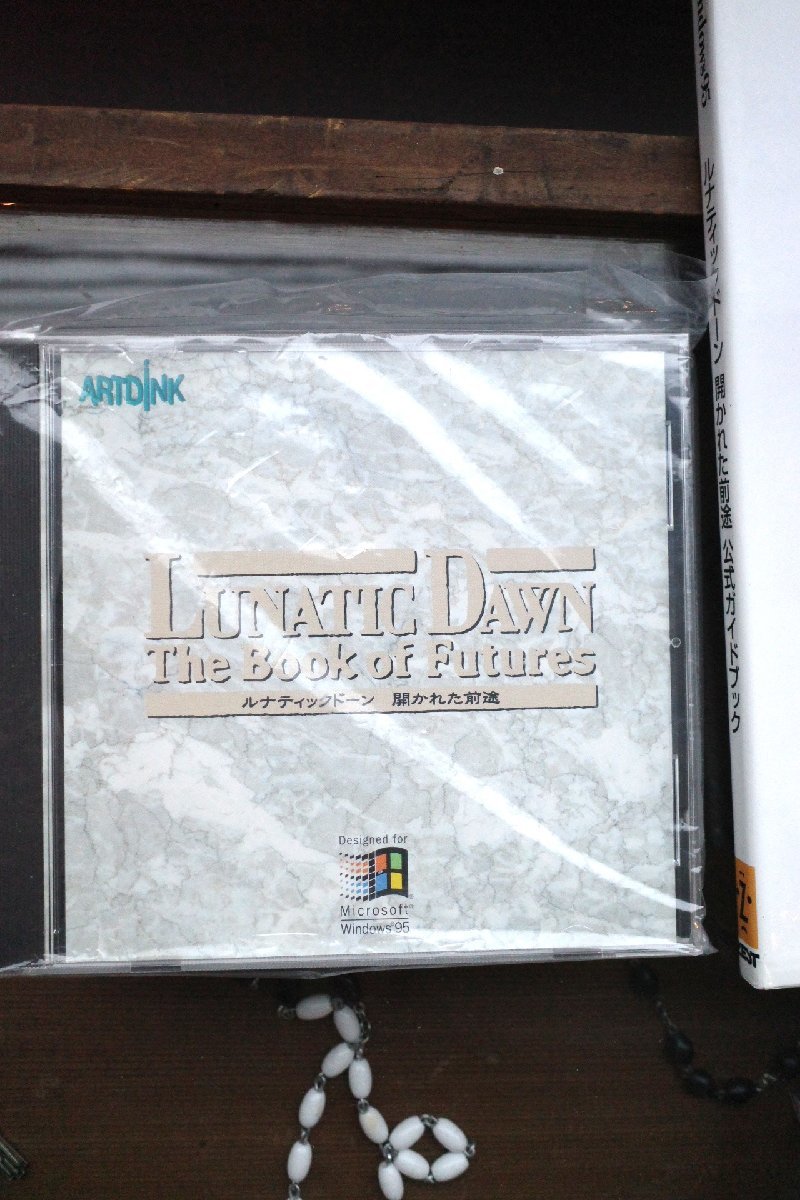 ARTDINK
LUNATIC DAWN
The Book of Futures
ルナティックドーン 開かれた前途
Designed for
Microsoft
Windows 95
ルナティックドーン 開かれた前途 公式ガイドブック